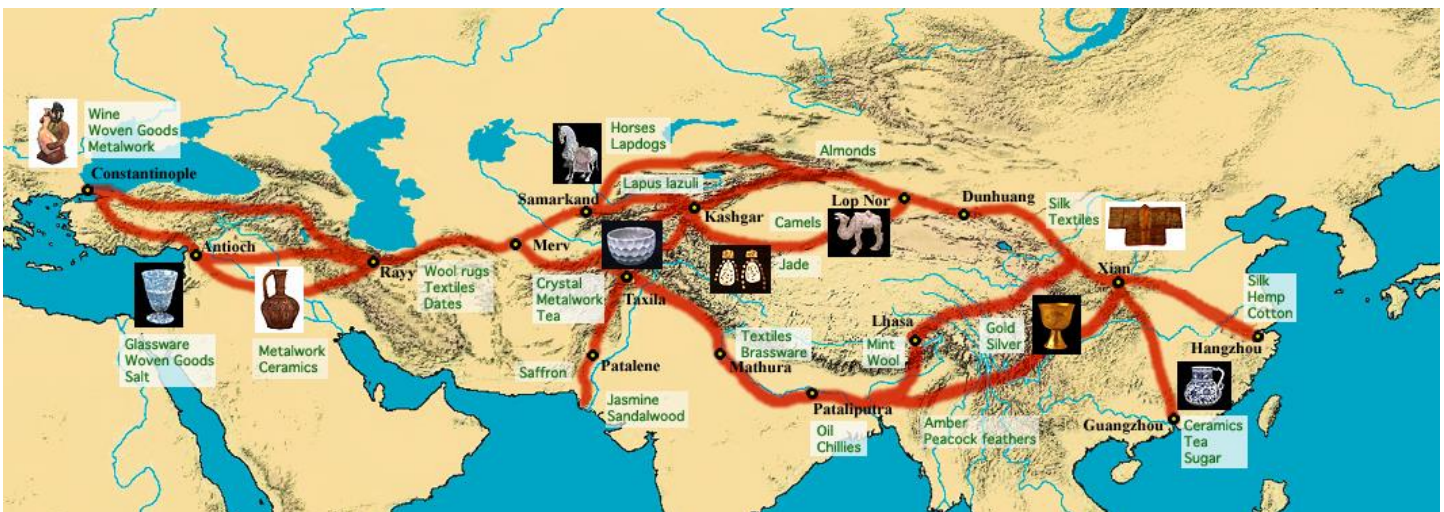 Wine
Woven Goods
Metalwork
Constantinople
Antioch
Glassware
Woven Goods
Salt
Metalwork
Ceramics
Rayy
Wool rugs
Textiles
Dates
Merv
Samarkand
Horses
Lapdogs
Lapus lazuli
Kashgar
Almonds
Camels
Lop Nor
Dunhuang
Jade
Crystal
Metalwork
Tea
Taxila
Saffron
Patalene
Jasmine
Sandalwood
Textiles
Brassware
Mathura
Pataliputra
Oil
Chillies
Lhasa
Mint
Wool
Gold
Silver
Amber
Peacock feathers
Silk
Textiles
Xian
Silk
Hemp
Cotton
Hangzhou
Guangzhou
Ceramics
Tea
Sugar